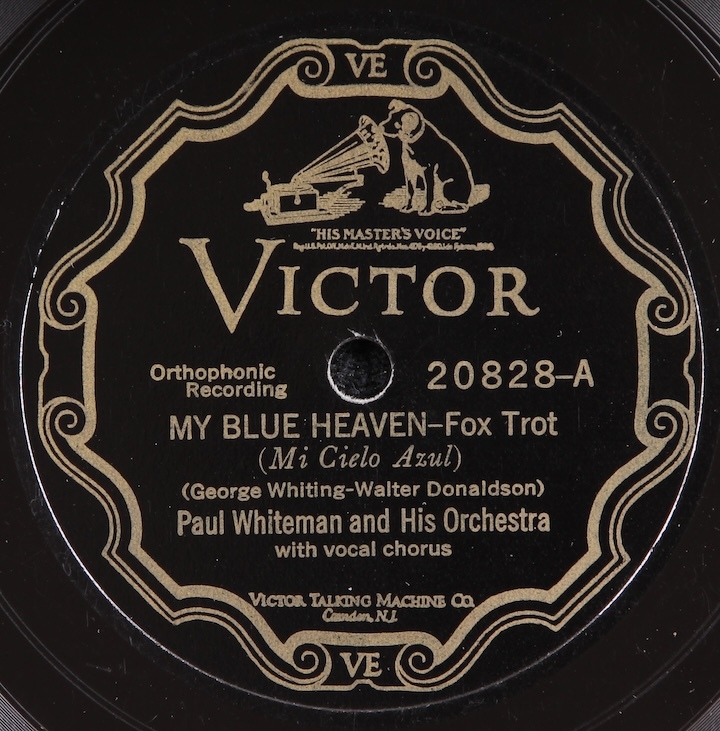 VE
"HIS MASTER'S VOICE"
VICTOR
Orthophonic
Recording
20828-A
MY BLUE HEAVEN-Fox Trot
(Mi Cielo Azul)
(George Whiting-Walter Donaldson)
Paul Whiteman and His Orchestra
with vocal chorus
VICTOR TALKING MACHINE CO.
Camden, N.J.
VE